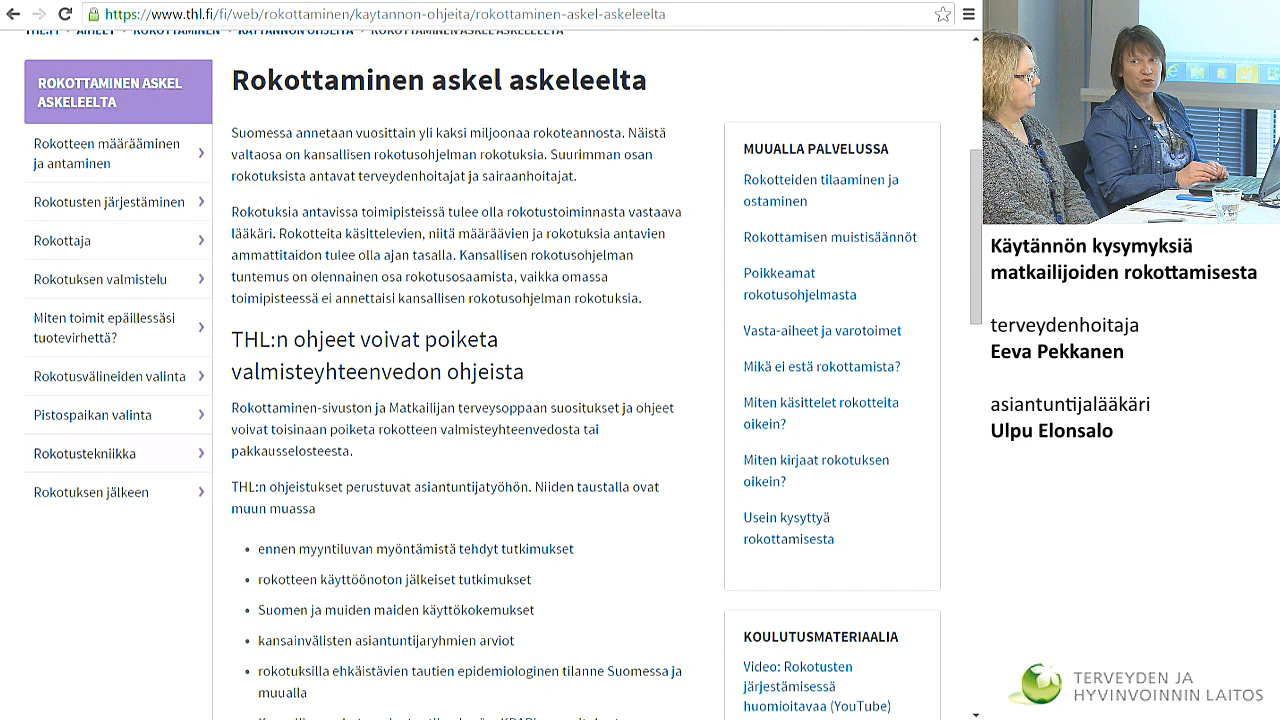 https://www.thl.fi/fi/web/rokottaminen/kaytannon-ohjeita/rokottaminen-askel-askeleelta
THL.FI › AIHEET › ROKOTTAMINEN › KÄYTÄNNÖN OHJEITA › ROKOTTAMINEN ASKEL ASKELEELTA
ROKOTTAMINEN ASKEL
ASKELEELTA
Rokotteen määrääminen
ja antaminen
Rokotusten järjestäminen
Rokottaja
Rokotuksen valmistelu
Miten toimit epäillessäsi
tuotevirhettä?
Rokotusvälineiden valinta
Pistospaikan valinta
Rokotustekniikka
Rokotuksen jälkeen
Rokottaminen askel askeleelta
Suomessa annetaan vuosittain yli kaksi miljoonaa rokoteannosta. Näistä
valtaosa on kansallisen rokotusohjelman rokotuksia. Suurimman osan
rokotuksista antavat terveydenhoitajat ja sairaanhoitajat.
Rokotuksia antavissa toimipisteissä tulee olla rokotustoiminnasta vastaava
lääkäri. Rokotteita käsittelevien, niitä määräävien ja rokotuksia antavien
ammattitaidon tulee olla ajan tasalla. Kansallisen rokotusohjelman
tuntemus on olennainen osa rokotusosaamista, vaikka omassa
toimipisteessä ei annettaisi kansallisen rokotusohjelman rokotuksia.
THL:n ohjeet voivat poiketa
valmisteyhteenvedon ohjeista
Rokottaminen-sivuston ja Matkailijan terveysoppaan suositukset ja ohjeet
voivat toisinaan poiketa rokotteen valmisteyhteenvedosta tai
pakkausselosteesta.
THL:n ohjeistukset perustuvat asiantuntijatyöhön. Niiden taustalla ovat
muun muassa
• ennen myyntiluvan myöntämistä tehdyt tutkimukset
• rokotteen käyttöönoton jälkeiset tutkimukset
• Suomen ja muiden maiden käyttökokemukset
• kansainvälisten asiantuntijaryhmien arviot
• rokotuksilla ehkäistävien tautien epidemiologinen tilanne Suomessa ja
muualla
MUUALLA PALVELUSSA
Rokotteiden tilaaminen ja
ostaminen
Rokottamisen muistisäännöt
Poikkeamat
rokotusohjelmasta
Vasta-aiheet ja varotoimet
Mikä ei estä rokottamista?
Miten käsittelet rokotteita
oikein?
Miten kirjaat rokotuksen
oikein?
Usein kysyttyä
rokottamisesta
KOULUTUSMATERIAALIA
Video: Rokotusten
järjestämisessä
huomioitavaa (YouTube)
Käytännön kysymyksiä
matkailijoiden rokottamisesta
terveydenhoitaja
Eeva Pekkanen
asiantuntijalääkäri
Ulpu Elonsalo
TERVEYDEN JA
HYVINVOINNIN LAITOS